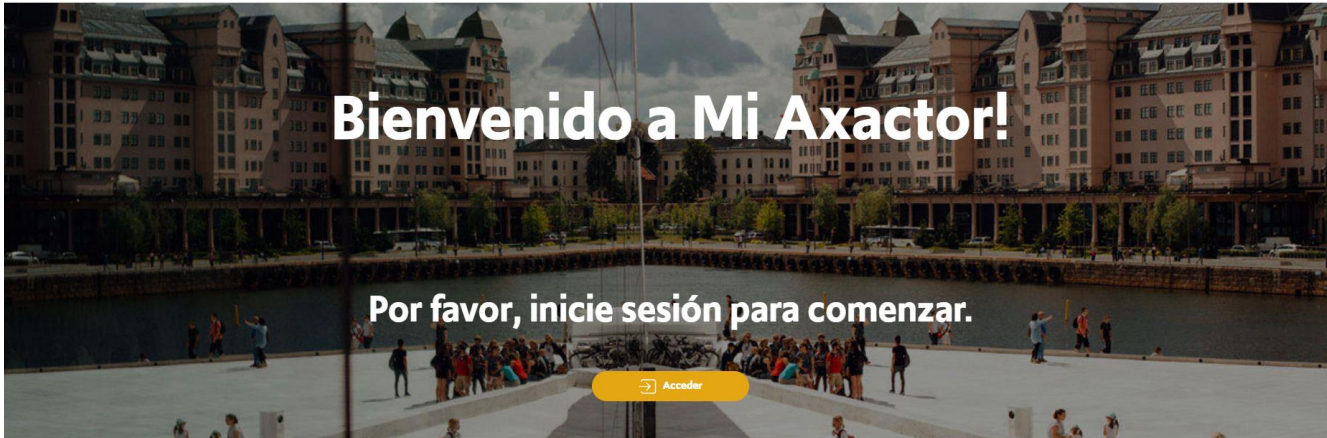 Bienvenido a Mi Axactor!
Por favor, inicie sesión para comenzar.
Acceder